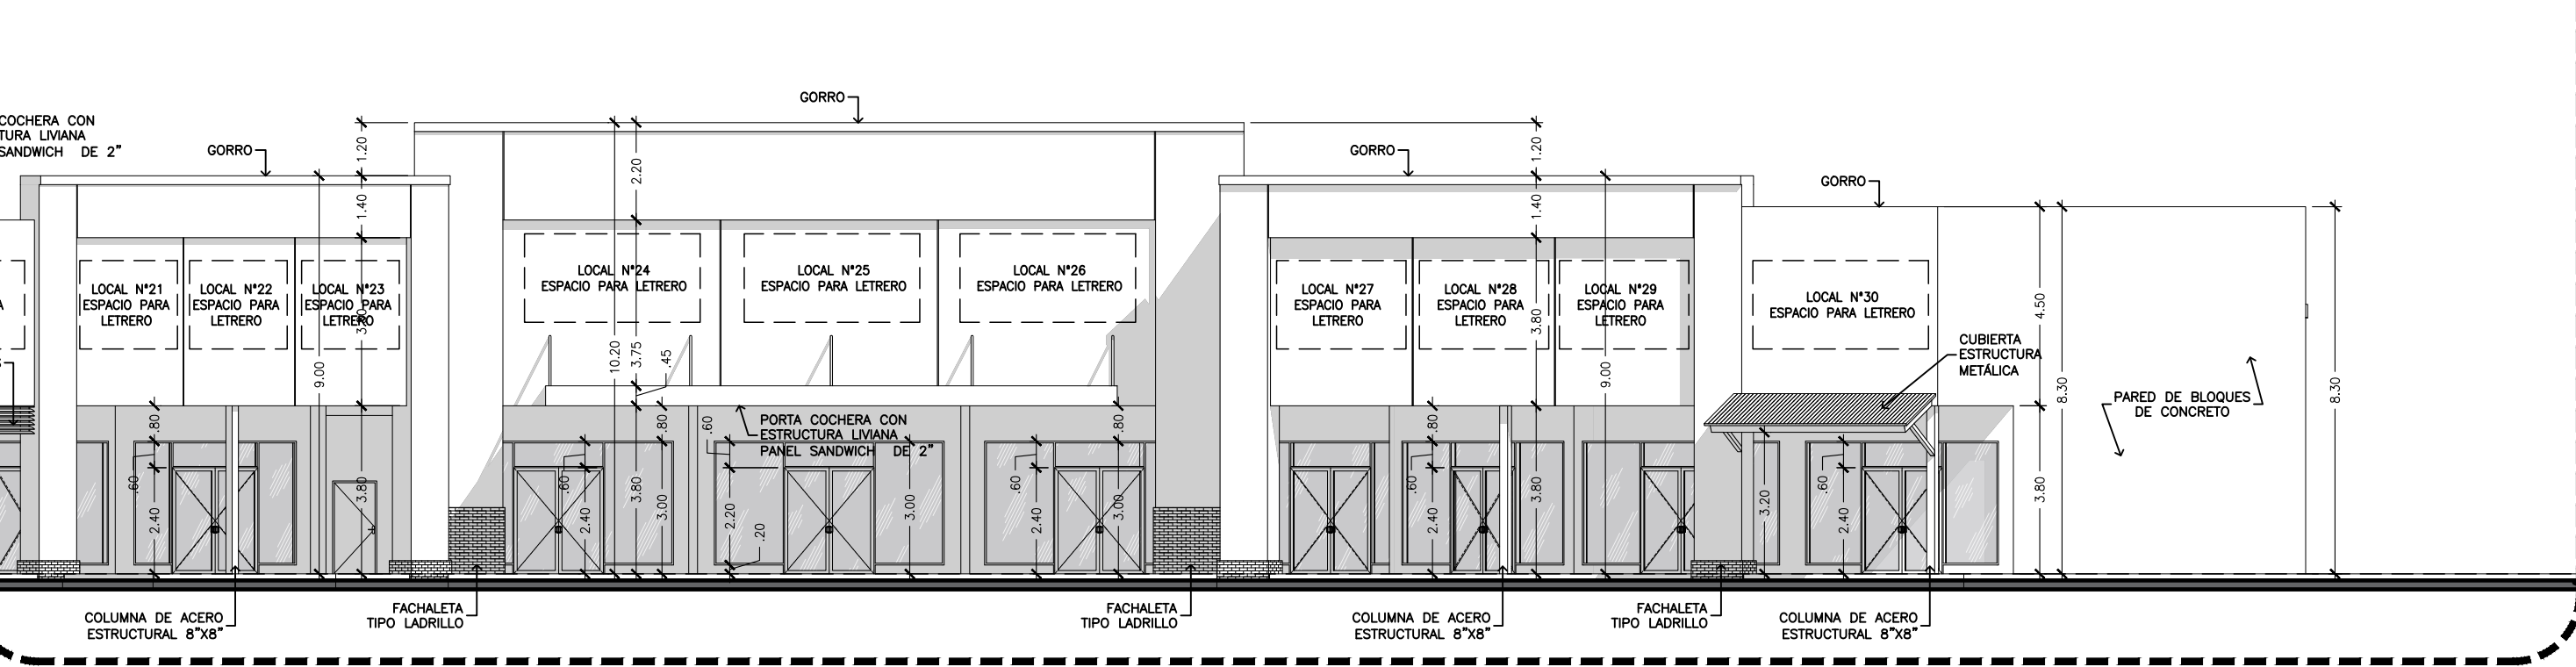 COCHERA CON
TURA LIVIANA
SANDWICH DE 2"
GORRO
1.20
1.40
3.80
9.00
LOCAL N°21
ESPACIO PARA
LETRERO
LOCAL N°22
ESPACIO PARA
LETRERO
LOCAL N°23
ESPACIO PARA
LETRERO
.80
.60
2.40
3.80
COLUMNA DE ACERO
ESTRUCTURAL 8"X8"
FACHALETA
TIPO LADRILLO
GORRO
2.20
10.20
3.75
.45
LOCAL N°24
ESPACIO PARA LETRERO
LOCAL N°25
ESPACIO PARA LETRERO
LOCAL N°26
ESPACIO PARA LETRERO
PORTA COCHERA CON
ESTRUCTURA LIVIANA
PANEL SANDWICH DE 2"
.80
.60
.80
.60
2.40
3.80
3.00
2.20
.20
3.00
.60
2.40
3.00
FACHALETA
TIPO LADRILLO
GORRO
1.20
1.40
3.80
9.00
LOCAL N°27
ESPACIO PARA
LETRERO
LOCAL N°28
ESPACIO PARA
LETRERO
LOCAL N°29
ESPACIO PARA
LETRERO
.80
.60
2.40
3.80
COLUMNA DE ACERO
ESTRUCTURAL 8"X8"
FACHALETA
TIPO LADRILLO
GORRO
LOCAL N°30
ESPACIO PARA LETRERO
CUBIERTA
ESTRUCTURA
METÁLICA
3.20
.60
2.40
4.50
3.80
8.30
PARED DE BLOQUES
DE CONCRETO
8.30
COLUMNA DE ACERO
ESTRUCTURAL 8"X8"